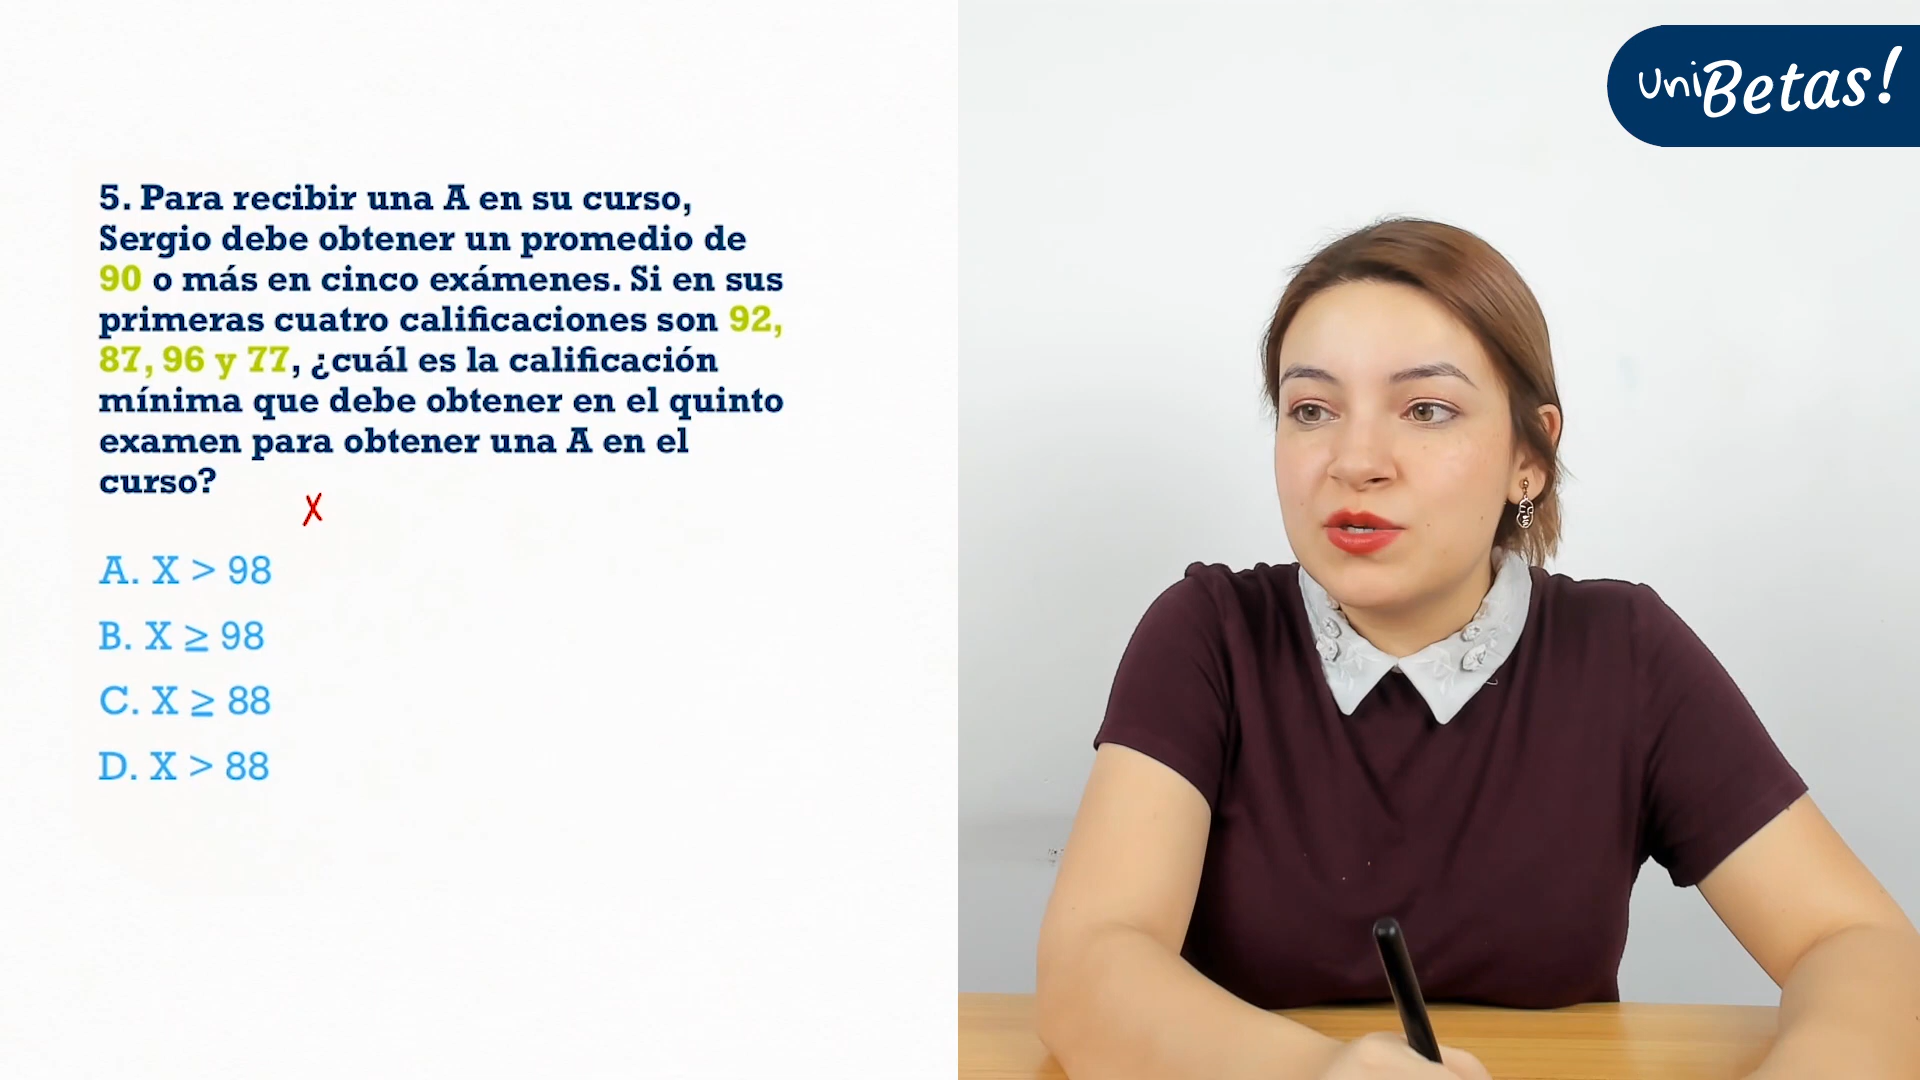 5. Para recibir una A en su curso,
Sergio debe obtener un promedio de
90 o más en cinco exámenes. Si en sus
primeras cuatro calificaciones son 92,
87, 96 y 77, ¿cuál es la calificación
mínima que debe obtener en el quinto
examen para obtener una A en el
curso?
X
A. X > 98
B. X ≥ 98
C. X ≥ 88
D. X > 88
uniBetas!